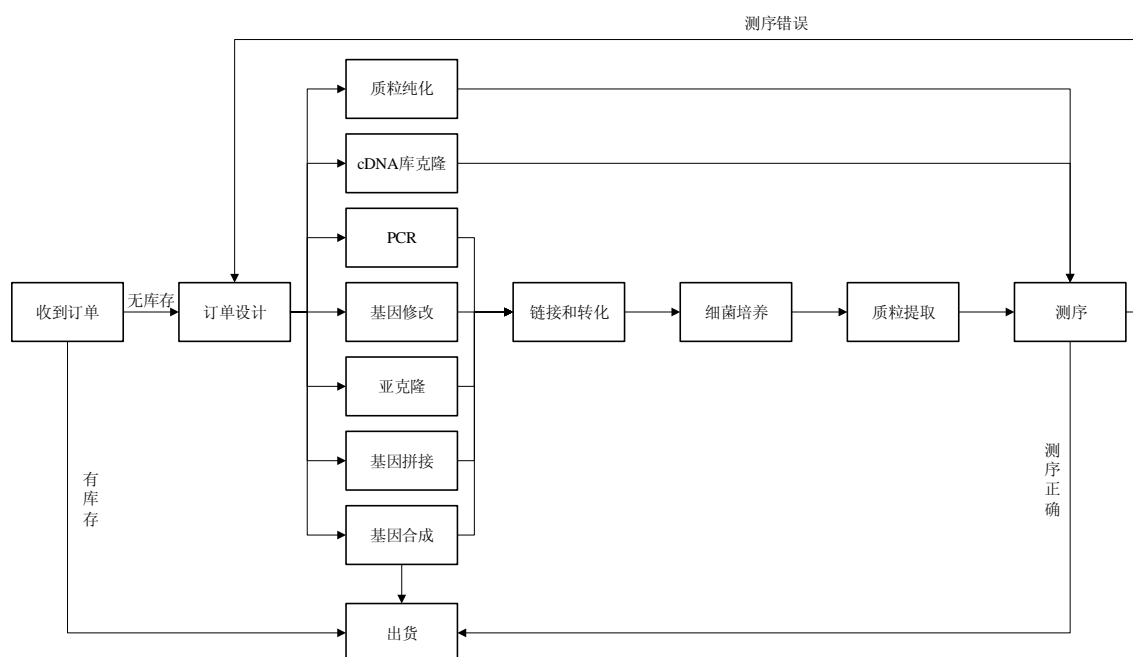 测序错误
质粒纯化
cDNA库克隆
PCR
收到订单
无库存
订单设计
基因修改
链接和转化
细菌培养
质粒提取
测序
亚克隆
基因拼接
有库存
测序正确
基因合成
出货